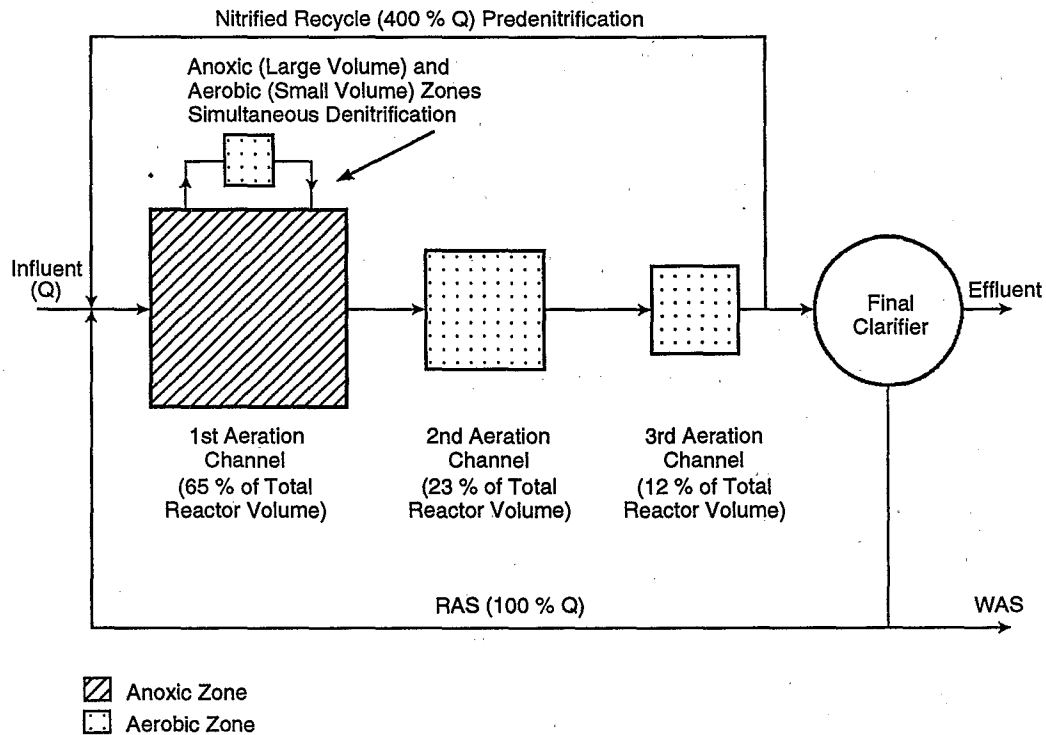 Nitrified Recycle (400 % Q) Predenitrification
Anoxic (Large Volume) and
Aerobic (Small Volume) Zones
Simultaneous Denitrification
Influent
(Q)
Final
Clarifier
Effluent
1st Aeration
Channel
(65 % of Total
Reactor Volume)
2nd Aeration
Channel
(23 % of Total
Reactor Volume)
3rd Aeration
Channel
(12 % of Total
Reactor Volume)
RAS (100 % Q)
WAS
Anoxic Zone
Aerobic Zone